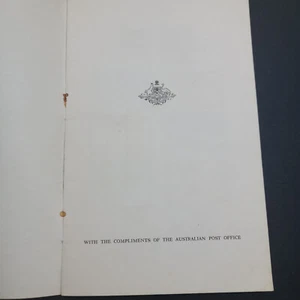 WITH THE COMPLIMENTS OF THE AUSTRALIAN POST OFFICE